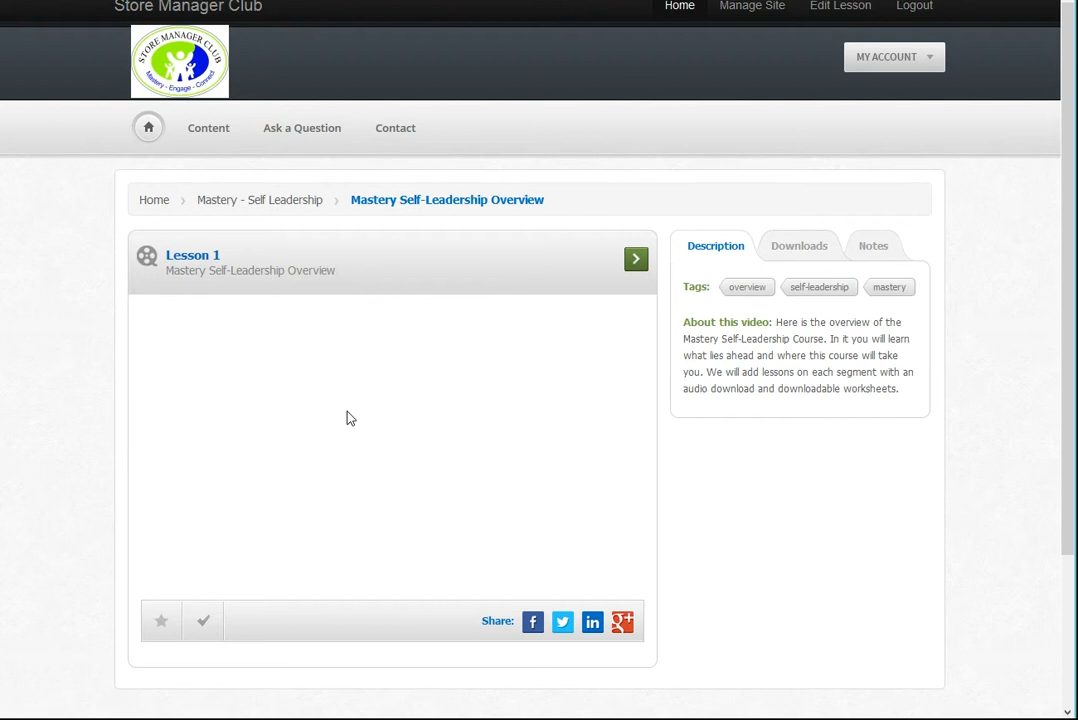 Store Manager Club
Home Manage Site Edit Lesson Logout
STORE MANAGER CLUB
Mastery - Engage - Connect
MY ACCOUNT
Content Ask a Question Contact
Home Mastery - Self Leadership Mastery Self-Leadership Overview
Lesson 1
Mastery Self-Leadership Overview
Description Downloads Notes
Tags: overview self-leadership mastery
About this video: Here is the overview of the
Mastery Self-Leadership Course. In it you will learn
what lies ahead and where this course will take
you. We will add lessons on each segment with an
audio download and downloadable worksheets.
Share: f in g+